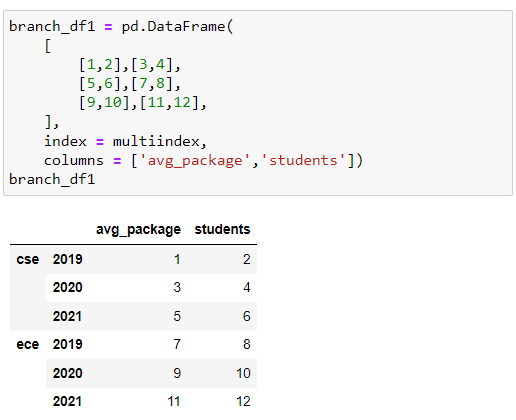 branch_df1 = pd.DataFrame(
    [
        [1,2],[3,4],
        [5,6],[7,8],
        [9,10],[11,12],
    ],
    index = multiindex,
    columns = ['avg_package','students'])
branch_df1
avg_package students
cse 2019 1 2
2020 3 4
2021 5 6
ece 2019 7 8
2020 9 10
2021 11 12